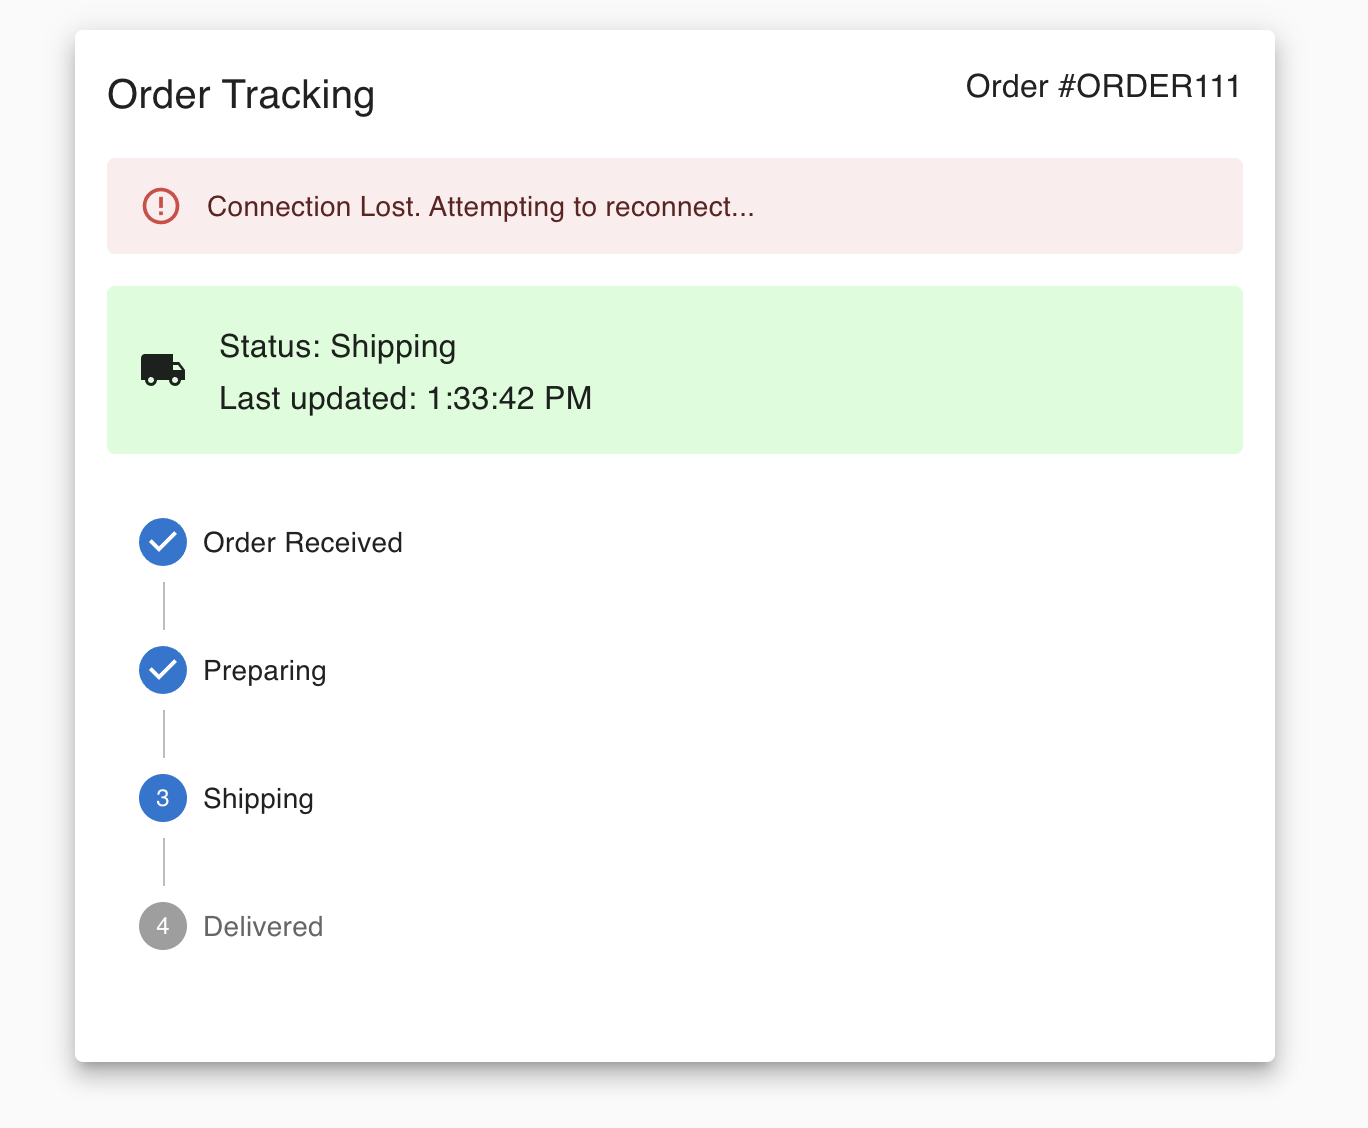 Order Tracking
Order #ORDER111
Connection Lost. Attempting to reconnect...
Status: Shipping
Last updated: 1:33:42 PM
Order Received
Preparing
3 Shipping
4 Delivered